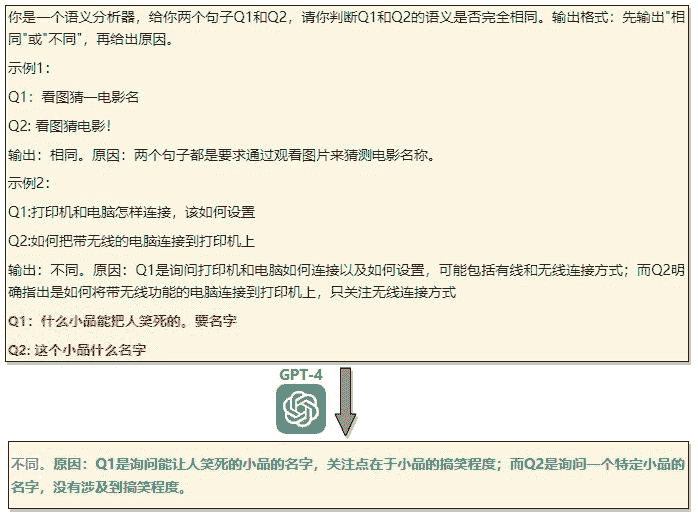 你是一个语义分析器，给你两个句子Q1和Q2，请你判断Q1和Q2的语义是否完全相同。输出格式：先输出"相
同"或"不同"，再给出原因。
示例1：
Q1：看图猜一电影名
Q2: 看图猜电影！
输出：相同。原因：两个句子都是要求通过观看图片来猜测电影名称。
示例2：
Q1:打印机和电脑怎样连接，该如何设置
Q2:如何把带无线的电脑连接到打印机上
输出：不同。原因：Q1是询问打印机和电脑如何连接以及如何设置，可能包括有线和无线连接方式；而Q2明
确指出是如何将带无线功能的电脑连接到打印机上，只关注无线连接方式
Q1：什么小品能把人笑死的。要名字
Q2: 这个小品什么名字
GPT-4
不同。原因：Q1是询问能让人笑死的小品的名字，关注点在于小品的搞笑程度；而Q2是询问一个特定小品的
名字，没有涉及到搞笑程度。